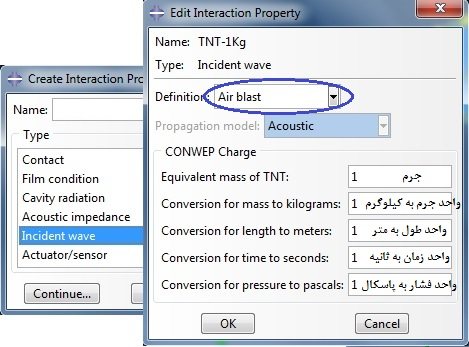 Create Interaction Pro
Name:
Type
Contact
Film condition
Cavity radiation
Acoustic impedance
Incident wave
Actuator/sensor
Continue...
Edit Interaction Property
Name: TNT-1Kg
Type: Incident wave
Definition: Air blast
Propagation model: Acoustic
CONWEP Charge
Equivalent mass of TNT: 1 جرم
Conversion for mass to kilograms: 1 واحد جرم به کیلوگرم
Conversion for length to meters: 1 واحد طول به متر
Conversion for time to seconds: 1 واحد زمان به ثانیه
Conversion for pressure to pascals: 1 واحد فشار به پاسکال
OK
Cancel